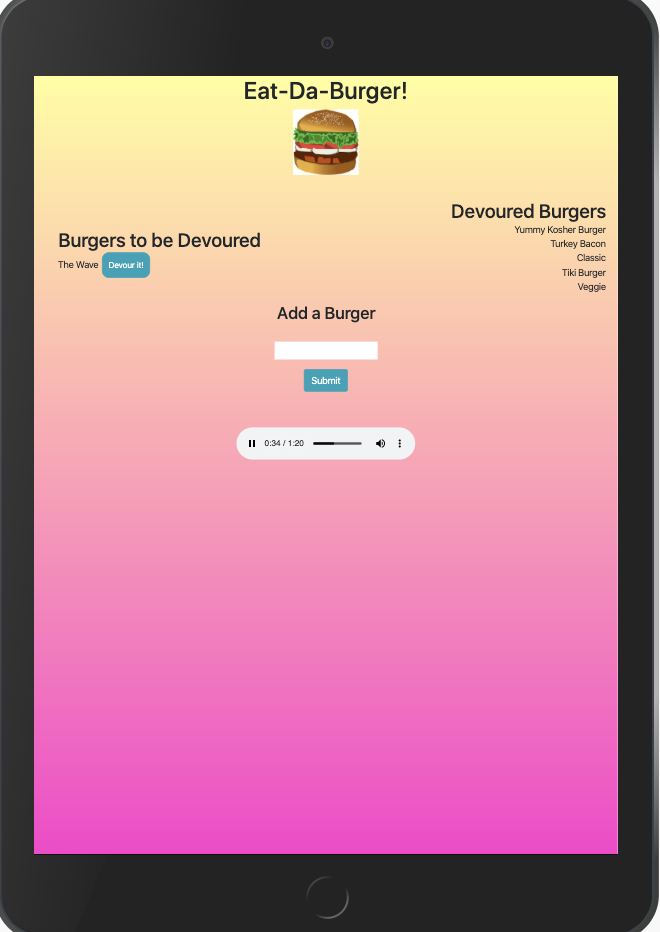 Eat-Da-Burger!
Burgers to be Devoured
The Wave Devour it!
Devoured Burgers
Yummy Kosher Burger
Turkey Bacon
Classic
Tiki Burger
Veggie
Add a Burger
Submit
0:34 / 1:20